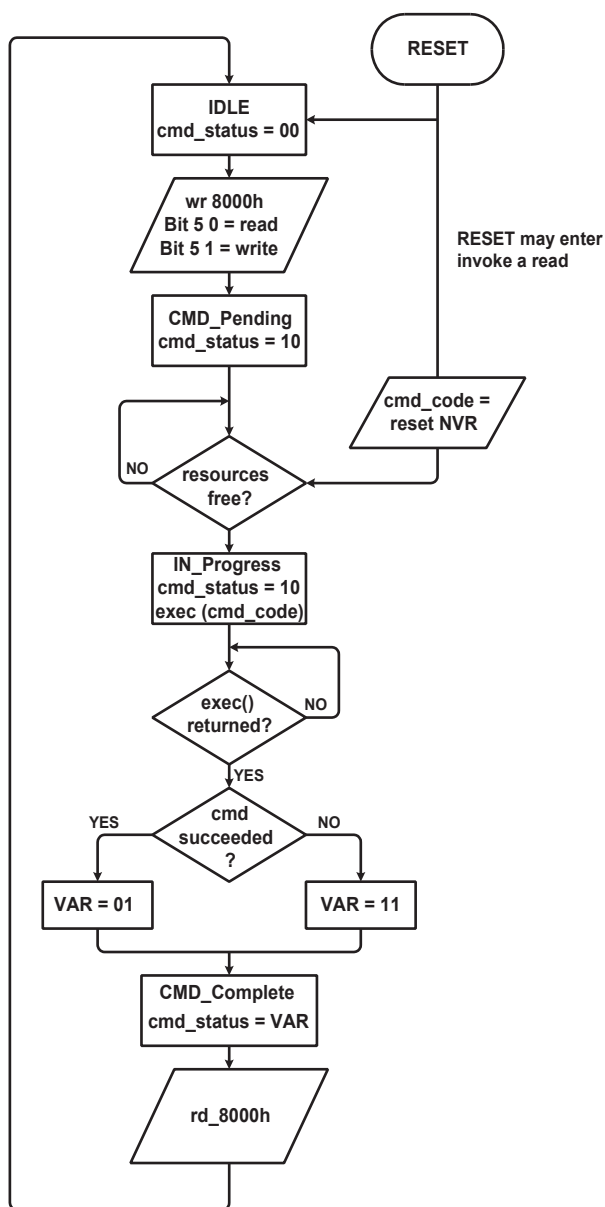 RESET
IDLE
cmd_status = 00
wr 8000h
Bit 5 0 = read
Bit 5 1 = write
RESET may enter
invoke a read
CMD_Pending
cmd_status = 10
cmd_code =
reset NVR
NO
resources
free?
IN_Progress
cmd_status = 10
exec (cmd_code)
exec()
returned?
NO
YES
cmd
succeeded
?
YES
NO
VAR = 01
VAR = 11
CMD_Complete
cmd_status = VAR
rd_8000h